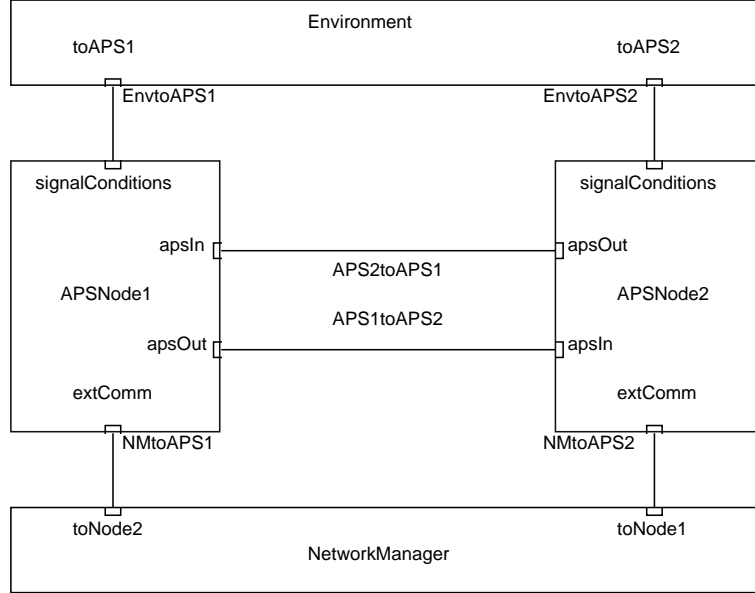 Environment
toAPS1
toAPS2
EnvtoAPS1
EnvtoAPS2
signalConditions
signalConditions
apsIn
apsOut
APS2toAPS1
APSNode1
APSNode2
APS1toAPS2
apsOut
apsIn
extComm
extComm
NMtoAPS1
NMtoAPS2
toNode2
toNode1
NetworkManager